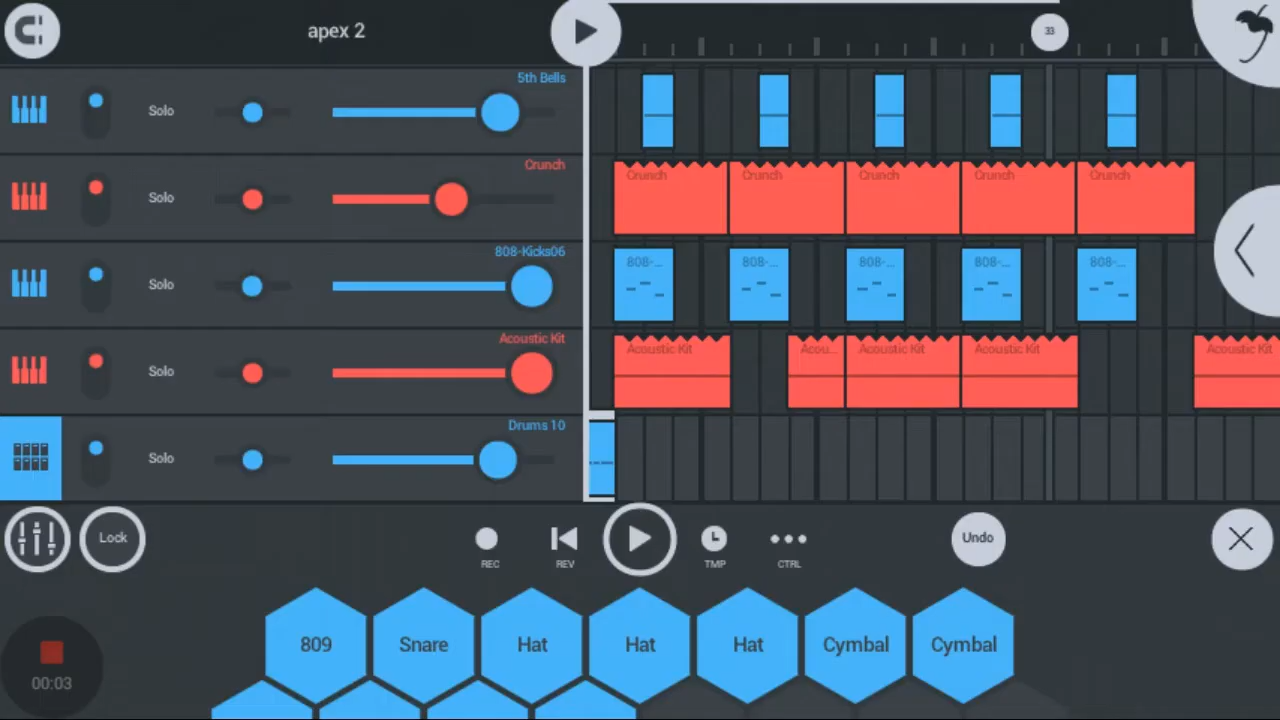 apex 2
33
5th Bells
Solo
Crunch
Solo
Crunch Crunch Crunch Crunch Crunch
808-Kicks06
Solo
808-... 808-... 808-... 808-... 808-...
Acoustic Kit
Solo
Acoustic Kit Acou... Acoustic Kit Acoustic Kit Acoustic Kit
Drums 10
Solo
Lock
REC REV TMP CTRL
Undo
809 Snare Hat Hat Hat Cymbal Cymbal
00:03